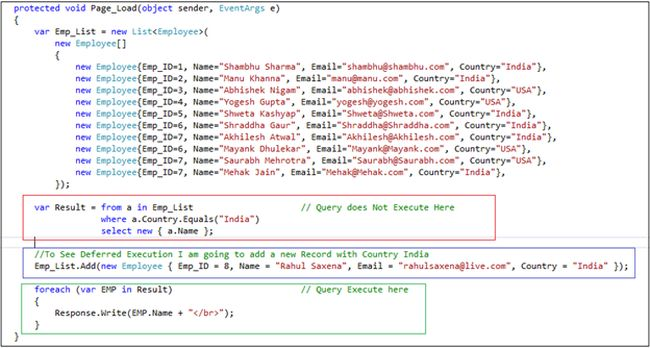 protected void Page_Load(object sender, EventArgs e)
{
var Emp_List = new List<Employee>(
new Employee[]
{
new Employee{Emp_ID=1, Name="Shambhu Sharma", Email="shambhu@shambhu.com", Country="India"},
new Employee{Emp_ID=2, Name="Manu Khanna", Email="manu@manu.com", Country="India"},
new Employee{Emp_ID=3, Name="Abhishek Nigam", Email="abhishek@abhishek.com", Country="USA"},
new Employee{Emp_ID=4, Name="Yogesh Gupta", Email="yogesh@yogesh.com", Country="USA"},
new Employee{Emp_ID=5, Name="Shweta Kashyap", Email="Shweta@Shweta.com", Country="India"},
new Employee{Emp_ID=6, Name="Shraddha Gaur", Email="Shraddha@Shraddha.com", Country="India"},
new Employee{Emp_ID=7, Name="Akhilesh Atwal", Email="Akhilesh@Akhilesh.com", Country="India"},
new Employee{Emp_ID=6, Name="Mayank Dhulekar", Email="Mayank@Mayank.com", Country="USA"},
new Employee{Emp_ID=7, Name="Saurabh Mehrotra", Email="Saurabh@Saurabh.com", Country="USA"},
new Employee{Emp_ID=7, Name="Mehak Jain", Email="Mehak@Mehak.com", Country="India"},
});
var Result = from a in Emp_List // Query does Not Execute Here
where a.Country.Equals("India")
select new { a.Name };
//To See Deferred Execution I am going to add a new Record with Country India
Emp_List.Add(new Employee { Emp_ID = 8, Name = "Rahul Saxena", Email = "rahulsaxena@live.com", Country = "India" });
foreach (var EMP in Result) // Query Execute here
{
Response.Write(EMP.Name + "</br>");
}
}